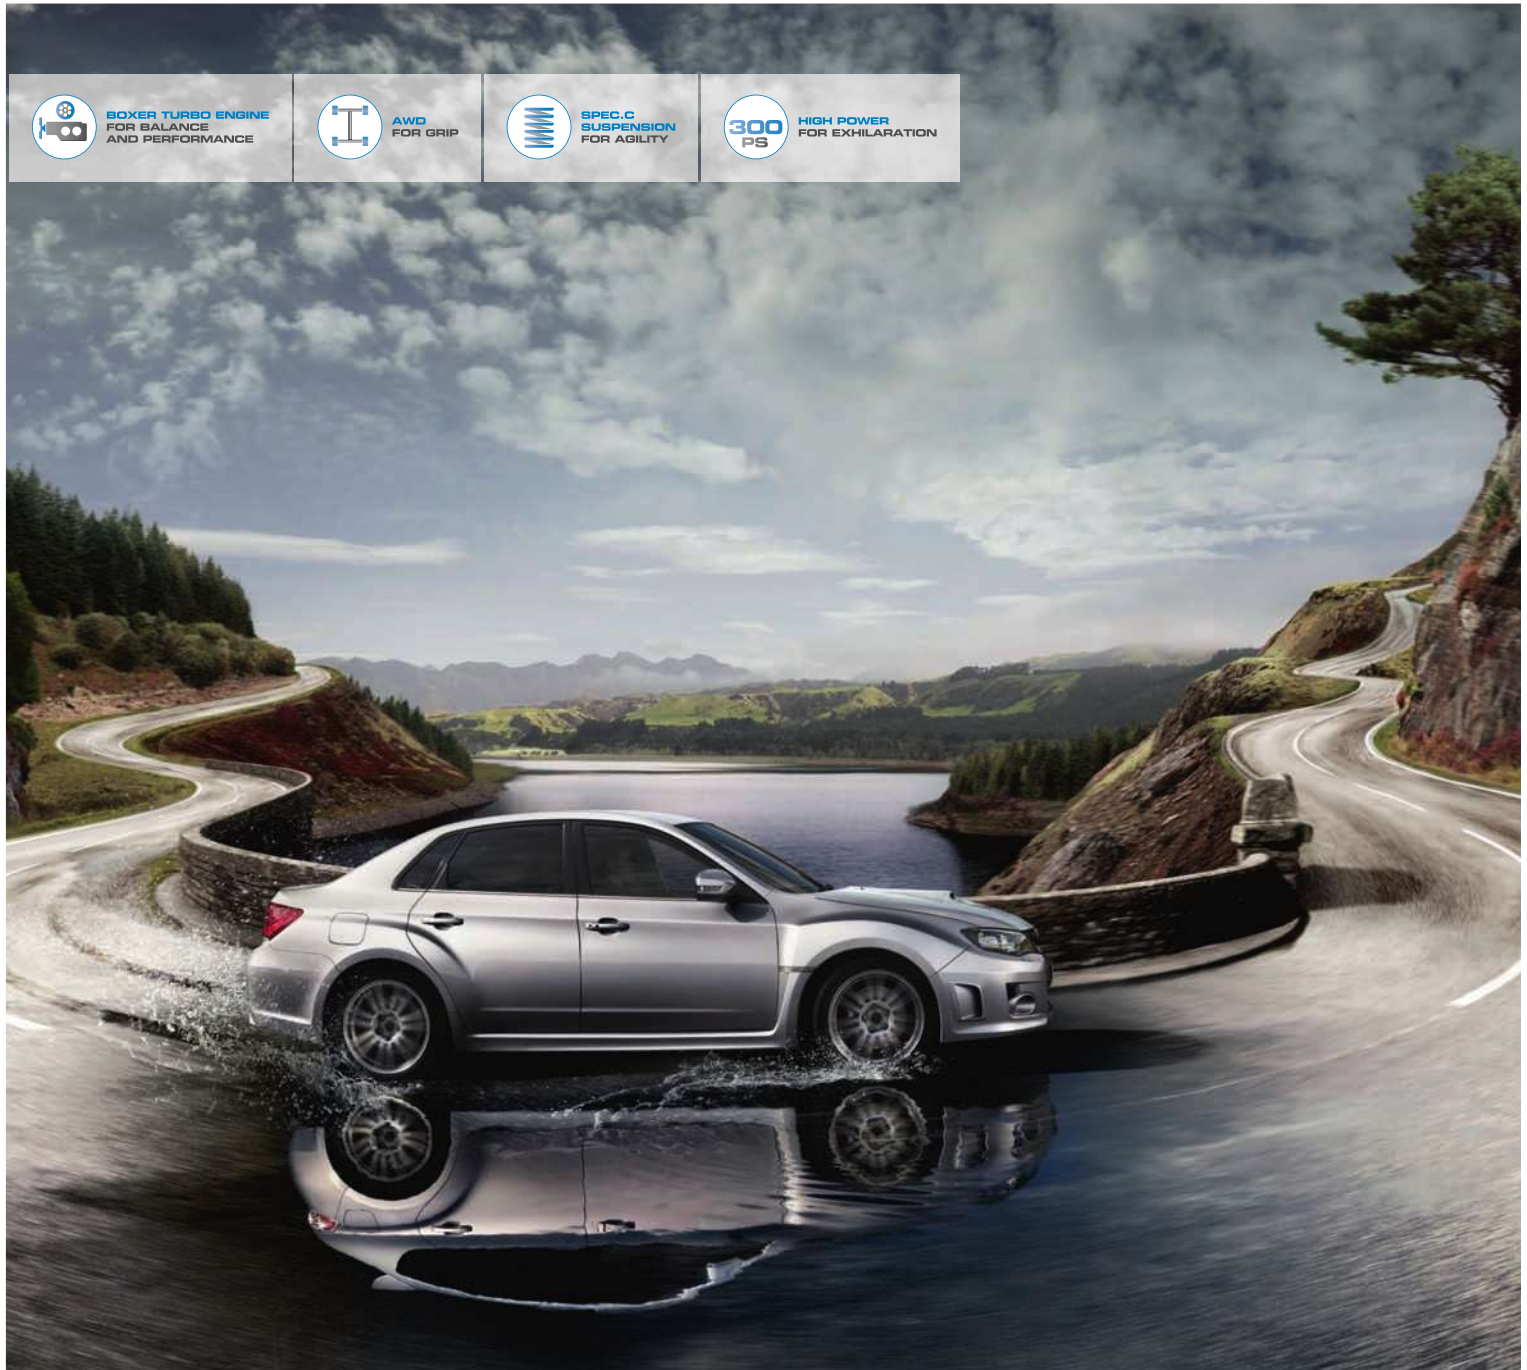 BOXER TURBO ENGINE
FOR BALANCE
AND PERFORMANCE
AWD
FOR GRIP
SPEC.C
SUSPENSION
FOR AGILITY
300
PS
HIGH POWER
FOR EXHILARATION